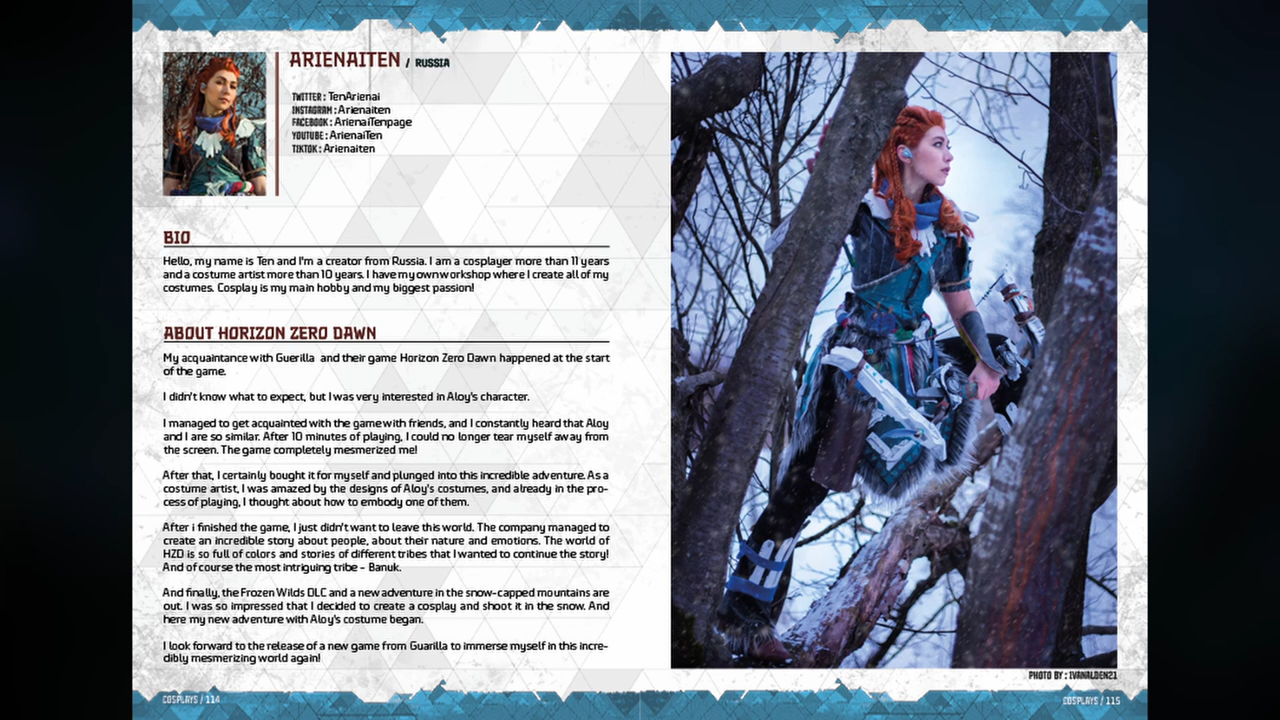 ARIENAITEN / RUSSIA
TWITTER : TenArienai
INSTAGRAM : Arienaiten
FACEBOOK : ArienaiTenpage
YOUTUBE : ArienaiTen
TIKTOK : Arienaiten
BIO
Hello, my name is Ten and I'm a creator from Russia. I am a cosplayer more than 11 years
and a costume artist more than 10 years. I have my own workshop where I create all of my
costumes. Cosplay is my main hobby and my biggest passion!
ABOUT HORIZON ZERO DAWN
My acquaintance with Guerilla and their game Horizon Zero Dawn happened at the start
of the game.
I didn't know what to expect, but I was very interested in Aloy's character.
I managed to get acquainted with the game with friends, and I constantly heard that Aloy
and I are so similar. After 10 minutes of playing, I could no longer tear myself away from
the screen. The game completely mesmerized me!
After that, I certainly bought it for myself and plunged into this incredible adventure. As a
costume artist, I was amazed by the designs of Aloy's costumes, and already in the pro-
cess of playing, I thought about how to embody one of them.
After i finished the game, I just didn't want to leave this world. The company managed to
create an incredible story about people, about their nature and emotions. The world of
HZD is so full of colors and stories of different tribes that I wanted to continue the story!
And of course the most intriguing tribe - Banuk.
And finally, the Frozen Wilds DLC and a new adventure in the snow-capped mountains are
out. I was so impressed that I decided to create a cosplay and shoot it in the snow. And
here my new adventure with Aloy's costume began.
I look forward to the release of a new game from Guarilla to immerse myself in this incre-
dibly mesmerizing world again!
PHOTO BY : IVANALDEN21
COSPLAYS / 114
COSPLAYS / 115